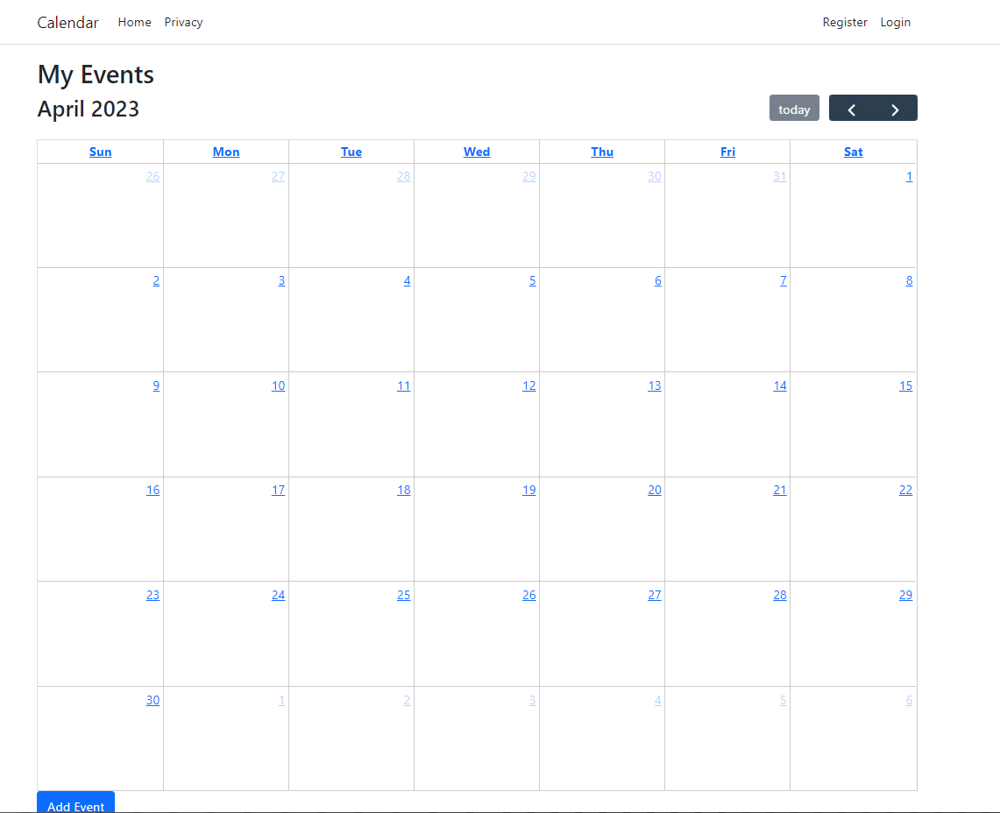 Calendar Home Privacy Register Login
My Events
April 2023 today
Sun Mon Tue Wed Thu Fri Sat
26 27 28 29 30 31 1
2 3 4 5 6 7 8
9 10 11 12 13 14 15
16 17 18 19 20 21 22
23 24 25 26 27 28 29
30 1 2 3 4 5 6
Add Event